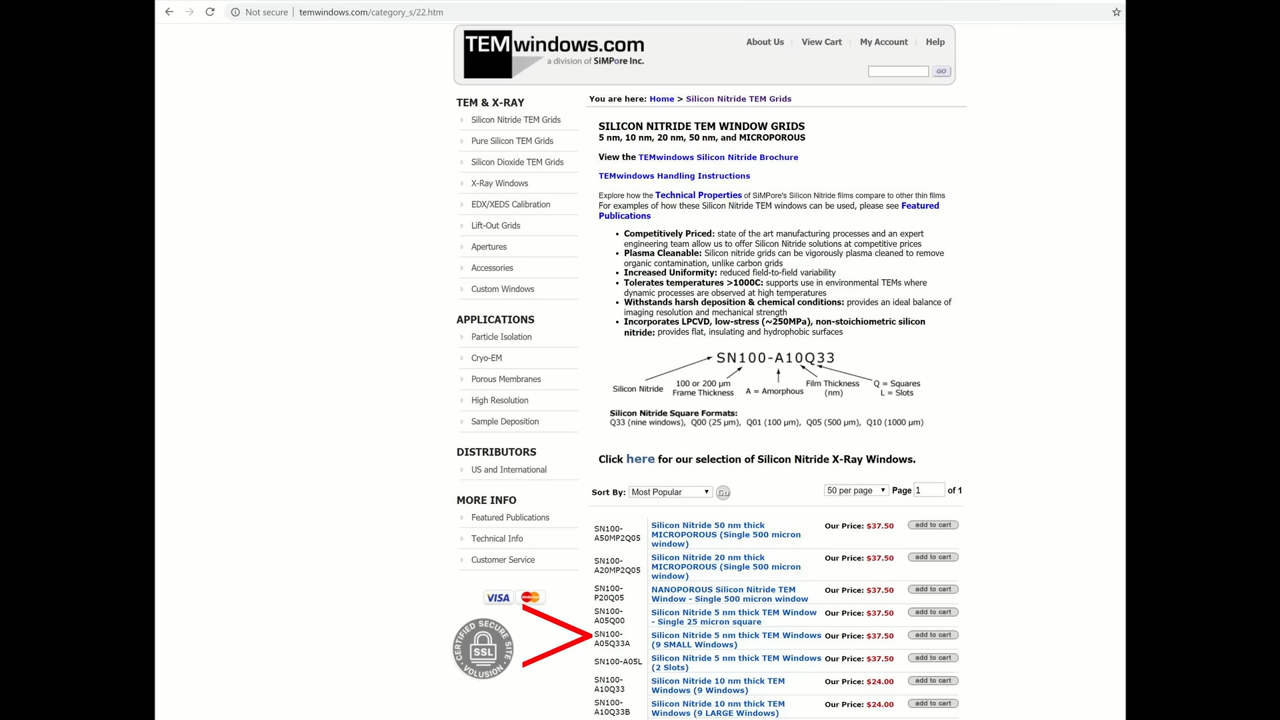 Not secure | temwindows.com/category_s/22.htm
TEMwindows.com
a division of SiMPore Inc.
About Us | View Cart | My Account | Help
GO
TEM & X-RAY
Silicon Nitride TEM Grids
Pure Silicon TEM Grids
Silicon Dioxide TEM Grids
X-Ray Windows
EDX/XEDS Calibration
Lift-Out Grids
Apertures
Accessories
Custom Windows
APPLICATIONS
Particle Isolation
Cryo-EM
Porous Membranes
High Resolution
Sample Deposition
DISTRIBUTORS
US and International
MORE INFO
Featured Publications
Technical Info
Customer Service
VISA MasterCard
CERTIFIED SECURE SITE
SSL
VOLUSION
You are here: Home > Silicon Nitride TEM Grids
SILICON NITRIDE TEM WINDOW GRIDS
5 nm, 10 nm, 20 nm, 50 nm, and MICROPOROUS
View the TEMwindows Silicon Nitride Brochure
TEMwindows Handling Instructions
Explore how the Technical Properties of SiMPore's Silicon Nitride films compare to other thin films
For examples of how these Silicon Nitride TEM windows can be used, please see Featured
Publications
• Competitively Priced: state of the art manufacturing processes and an expert
engineering team allow us to offer Silicon Nitride solutions at competitive prices
• Plasma Cleanable: Silicon nitride grids can be vigorously plasma cleaned to remove
organic contamination, unlike carbon grids
• Increased Uniformity: reduced field-to-field variability
• Tolerates temperatures >1000C: supports use in environmental TEMs where
dynamic processes are observed at high temperatures
• Withstands harsh deposition & chemical conditions: provides an ideal balance of
imaging resolution and mechanical strength
• Incorporates LPCVD, low-stress (~250MPa), non-stoichiometric silicon
nitride: provides flat, insulating and hydrophobic surfaces
SN100-A10Q33
Silicon Nitride
100 or 200 µm
Frame Thickness
A = Amorphous
Film Thickness
(nm)
Q = Squares
L = Slots
Silicon Nitride Square Formats:
Q33 (nine windows), Q00 (25 µm), Q01 (100 µm), Q05 (500 µm), Q10 (1000 µm)
Click here for our selection of Silicon Nitride X-Ray Windows.
Sort By: Most Popular Go 50 per page Page 1 of 1
SN100-
A50MP2Q05
Silicon Nitride 50 nm thick
MICROPOROUS (Single 500 micron
window)
Our Price: $37.50 add to cart
SN100-
A20MP2Q05
Silicon Nitride 20 nm thick
MICROPOROUS (Single 500 micron
window)
Our Price: $37.50 add to cart
SN100-
P20Q05
NANOPOROUS Silicon Nitride TEM
Window - Single 500 micron window
Our Price: $37.50 add to cart
SN100-
A05Q00
Silicon Nitride 5 nm thick TEM Window
- Single 25 micron square
Our Price: $37.50 add to cart
SN100-
A05Q33A
Silicon Nitride 5 nm thick TEM Windows
(9 SMALL Windows)
Our Price: $37.50 add to cart
SN100-A05L
Silicon Nitride 5 nm thick TEM Windows
(2 Slots)
Our Price: $37.50 add to cart
SN100-
A10Q33
Silicon Nitride 10 nm thick TEM
Windows (9 Windows)
Our Price: $24.00 add to cart
SN100-
A10Q33B
Silicon Nitride 10 nm thick TEM
Windows (9 LARGE Windows)
Our Price: $24.00 add to cart